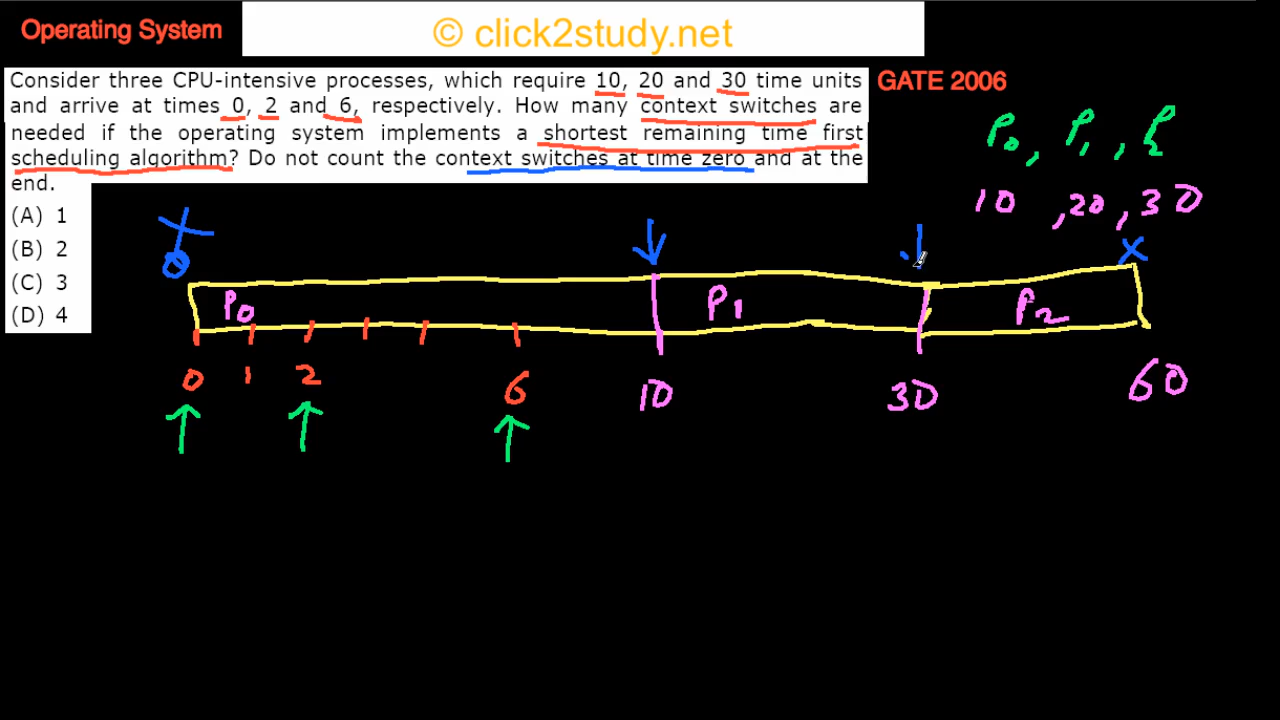 Operating System
© click2study.net
Consider three CPU-intensive processes, which require 10, 20 and 30 time units
and arrive at times 0, 2 and 6, respectively. How many context switches are
needed if the operating system implements a shortest remaining time first
scheduling algorithm? Do not count the context switches at time zero and at the
end.
(A) 1
(B) 2
(C) 3
(D) 4
GATE 2006
P0, P1, P2
10, 20, 30
0
P0 P1 P2
0 1 2 6 10 30 60